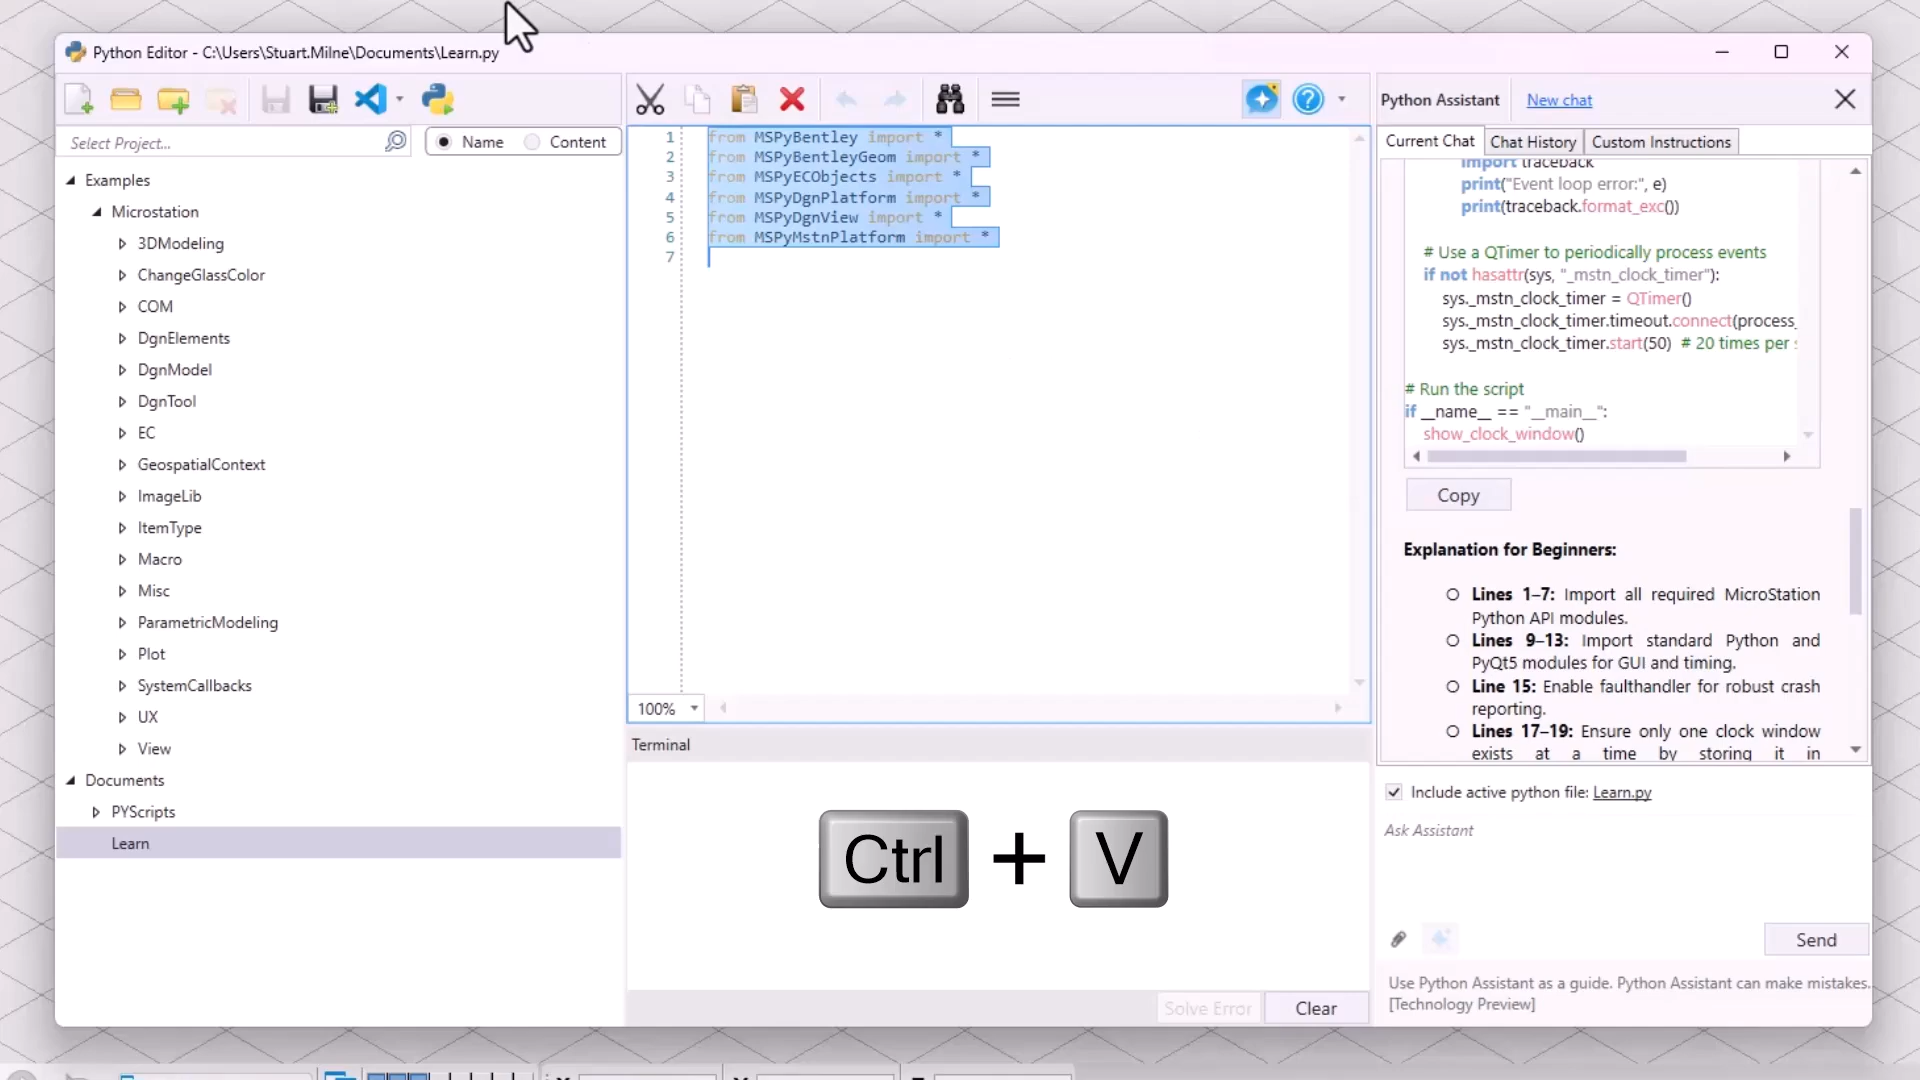 Python Editor - C:\Users\Stuart.Milne\Documents\Learn.py
Select Project...
Name
Content
Examples
Microstation
3DModeling
ChangeGlassColor
COM
DgnElements
DgnModel
DgnTool
EC
GeospatialContext
ImageLib
ItemType
Macro
Misc
ParametricModeling
Plot
SystemCallbacks
UX
View
Documents
PYScripts
Learn
1 from MSPyBentley import *
2 from MSPyBentleyGeom import *
3 from MSPyECObjects import *
4 from MSPyDgnPlatform import *
5 from MSPyDgnView import *
6 from MSPyMstnPlatform import *
7
100%
Terminal
Ctrl + V
Solve Error
Clear
Python Assistant
New chat
Current Chat
Chat History
Custom Instructions
import traceback
print("Event loop error:", e)
print(traceback.format_exc())
# Use a QTimer to periodically process events
if not hasattr(sys, "_mstn_clock_timer"):
sys._mstn_clock_timer = QTimer()
sys._mstn_clock_timer.timeout.connect(process_
sys._mstn_clock_timer.start(50) # 20 times per
# Run the script
if __name__ == "__main__":
show_clock_window()
Copy
Explanation for Beginners:
Lines 1–7: Import all required MicroStation
Python API modules.
Lines 9–13: Import standard Python and
PyQt5 modules for GUI and timing.
Line 15: Enable faulthandler for robust crash
reporting.
Lines 17–19: Ensure only one clock window
exists at a time by storing it in
Include active python file: Learn.py
Ask Assistant
Send
Use Python Assistant as a guide. Python Assistant can make mistakes.
[Technology Preview]